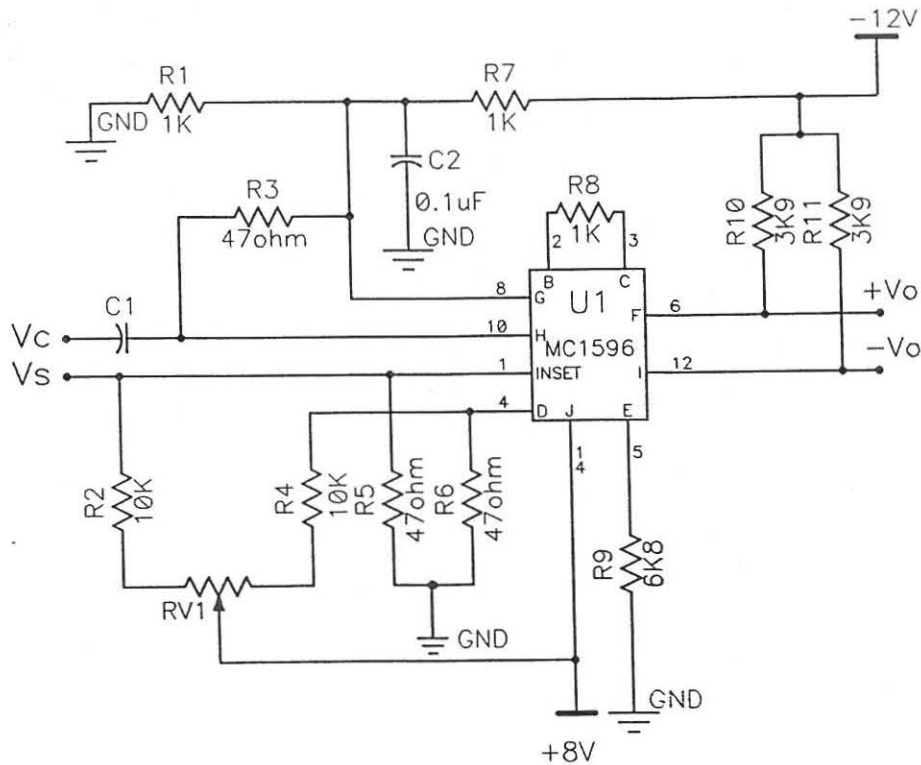 -12V
R1
1K
GND
R7
1K
C2
0.1uF
GND
R3
47ohm
R8
1K
2
3
R10
3K9
R11
3K9
B
C
U1
MC1596
G
H
INSET
D
J
E
F
I
8
10
1
4
6
12
1
4
5
C1
Vc
Vs
+Vo
-Vo
R2
10K
R4
10K
R5
47ohm
R6
47ohm
RV1
R9
6K8
GND
GND
+8V